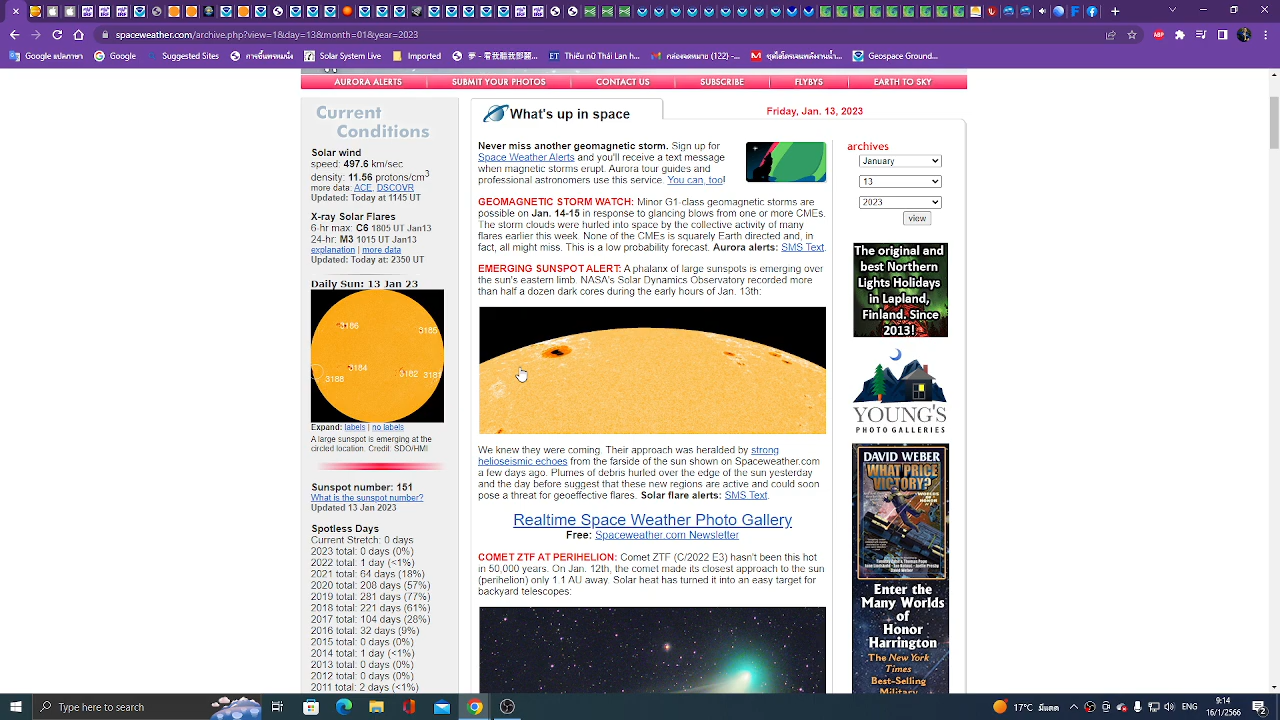 spaceweather.com/archive.php?view=1&day=13&month=01&year=2023
ABP
Google นโยบาย
Google
Suggested Sites
Solar System Live
Imported
Geospace Ground...
AURORA ALERTS
SUBMIT YOUR PHOTOS
CONTACT US
SUBSCRIBE
FLYBYS
EARTH TO SKY
Current
Conditions
Solar wind
speed: 497.6 km/sec
density: 11.56 protons/cm3
more data: ACE, DSCOVR
Updated: Today at 1145 UT
X-ray Solar Flares
6-hr max: C6 1805 UT Jan13
24-hr: M3 1015 UT Jan13
explanation | more data
Updated: Today at: 2350 UT
Daily Sun: 13 Jan 23
3186
3185
3184
3182
3188
Expand: labels | no labels
A large sunspot is emerging at the
circled location. Credit: SDO/HMI
Sunspot number: 151
What is the sunspot number?
Updated 13 Jan 2023
Spotless Days
Current Stretch: 0 days
2023 total: 0 days (0%)
2022 total: 1 day (<1%)
2021 total: 64 days (18%)
2020 total: 208 days (57%)
2019 total: 281 days (77%)
2018 total: 221 days (61%)
2017 total: 104 days (28%)
2016 total: 32 days (9%)
2015 total: 0 days (0%)
2014 total: 1 day (<1%)
2013 total: 0 days (0%)
2012 total: 0 days (0%)
2011 total: 2 days (<1%)
What's up in space
Friday, Jan. 13, 2023
Never miss another geomagnetic storm. Sign up for
Space Weather Alerts and you'll receive a text message
when magnetic storms erupt. Aurora tour guides and
professional astronomers use this service. You can, too!
GEOMAGNETIC STORM WATCH: Minor G1-class geomagnetic storms are
possible on Jan. 14-15 in response to glancing blows from one or more CMEs.
The storm clouds were hurled into space by the collective activity of many
flares earlier this week. None of the CMEs is squarely Earth directed and, in
fact, all might miss. This is a low probability forecast. Aurora alerts: SMS Text.
EMERGING SUNSPOT ALERT: A phalanx of large sunspots is emerging over
the sun's eastern limb. NASA's Solar Dynamics Observatory recorded more
than half a dozen dark cores during the early hours of Jan. 13th:
We knew they were coming. Their approach was heralded by strong
helioseismic echoes from the farside of the sun shown on Spaceweather.com
a few days ago. Plumes of debris hurled over the edge of the sun yesterday
and the day before suggest that these new regions are active and could soon
pose a threat for geoeffective flares. Solar flare alerts: SMS Text.
Realtime Space Weather Photo Gallery
Free: Spaceweather.com Newsletter
COMET ZTF AT PERIHELION: Comet ZTF (C/2022 E3) hasn't been this hot
in 50,000 years. On Jan. 12th, the comet made its closest approach to the sun
(perihelion) only 1.1 AU away. Solar heat has turned it into an easy target for
backyard telescopes:
archives
January
13
2023
view
The original and
best Northern
Lights Holidays
in Lapland,
Finland. Since
2013!
YOUNG'S
PHOTO GALLERIES
DAVID WEBER
WHAT PRICE
VICTORY?
Enter the
Many Worlds
of
Honor
Harrington
The New York
Times
Best-Selling
Military
Type here to search
17°C
9:14
16/1/2566